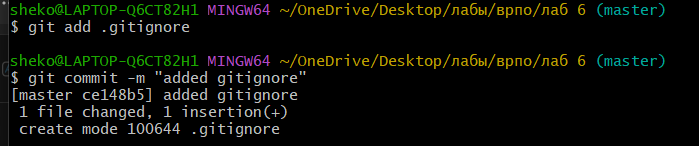 sheko@LAPTOP-Q6CT82H1 MINGW64 ~/OneDrive/Desktop/лабы/врпо/лаб 6 (master)
$ git add .gitignore
sheko@LAPTOP-Q6CT82H1 MINGW64 ~/OneDrive/Desktop/лабы/врпо/лаб 6 (master)
$ git commit -m "added gitignore"
[master ce148b5] added gitignore
 1 file changed, 1 insertion(+)
 create mode 100644 .gitignore